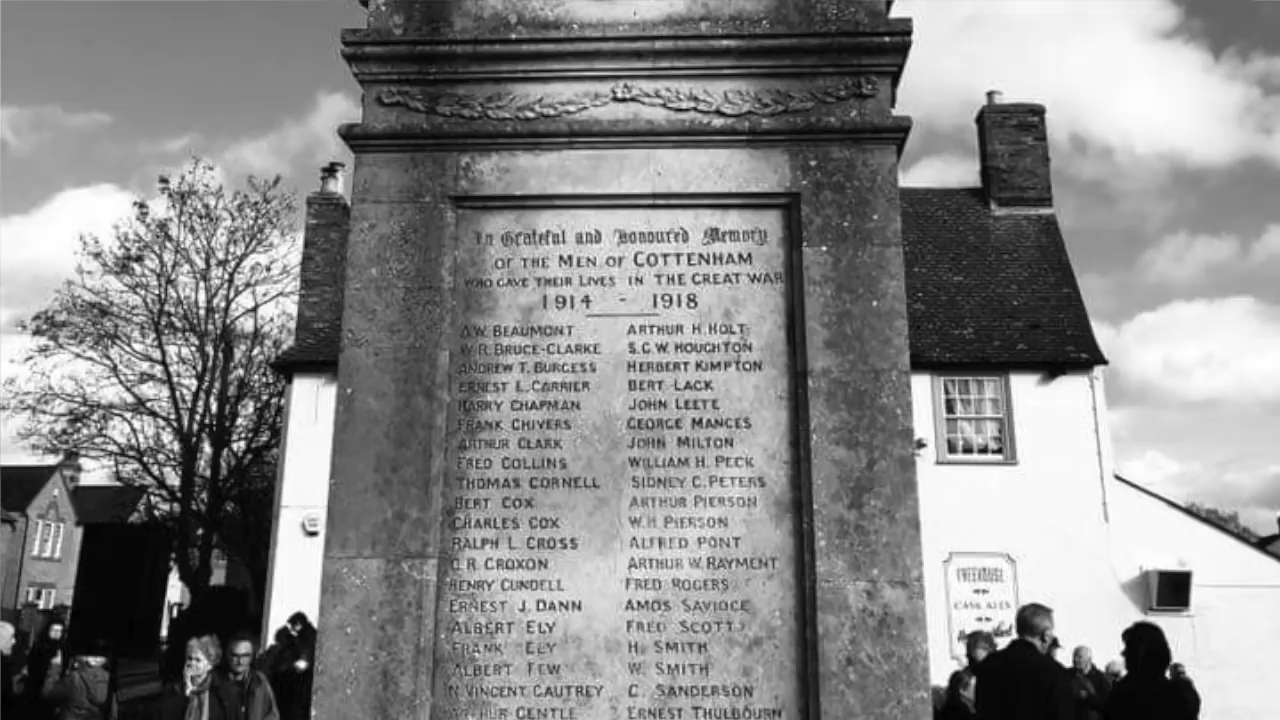 In Grateful and Honoured Memory
OF THE MEN OF COTTENHAM
WHO GAVE THEIR LIVES IN THE GREAT WAR
1914 - 1918
A.W. BEAUMONT
W.R. BRUCE-CLARKE
ANDREW T. BURGESS
ERNEST L. CARRIER
HARRY CHAPMAN
FRANK CHIVERS
ARTHUR CLARK
FRED COLLINS
THOMAS CORNELL
BERT COX
CHARLES COX
RALPH L. CROSS
R. CROXON
HENRY CUNDELL
ERNEST J. DANN
ALBERT ELY
FRANK ELY
ALBERT FEW
N. VINCENT GAUTREY
ARTHUR GENTLE
ARTHUR H. HOLT
S.C.W. HOUGHTON
HERBERT KIMPTON
BERT LACK
JOHN LEETE
GEORGE MANCES
JOHN MILTON
WILLIAM H. PECK
SIDNEY C. PETERS
ARTHUR PIERSON
W.H. PIERSON
ALFRED PONT
ARTHUR W. RAYMENT
FRED ROGERS
AMOS SAVIDGE
FRED SCOTT
H. SMITH
W. SMITH
C. SANDERSON
ERNEST THULBOURN
FREEHOUSE
CASK ALES